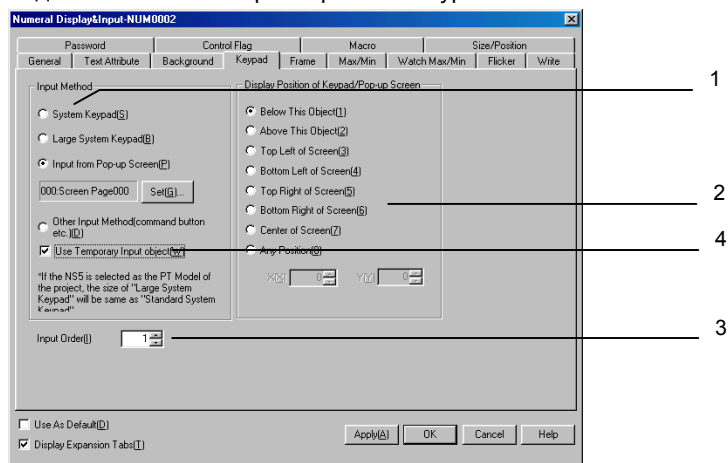 Numeral Display&Input-NUM0002
Password Control Flag Macro Size/Position
General Text Attribute Background Keypad Frame Max/Min Watch Max/Min Flicker Write
Input Method
System Keypad(S)
Large System Keypad(B)
Input from Pop-up Screen(P)
000:Screen Page000 Set(G)...
Other Input Method(command button
etc.)(D)
Use Temporary Input object(W)
*If the NS5 is selected as the
PT Model of
the project, the size of "Large System
Keypad" will be same as "Standard System
Keypad"
Display Position of Keypad/Pop-up Screen
Below This Object(1)
Above This Object(2)
Top Left of Screen(3)
Bottom Left of Screen(4)
Top Right of Screen(5)
Bottom Right of Screen(6)
Center of Screen(7)
Any Position(0)
X(X) 0 Y(Y) 0
Input Order(I) 1
Use As Default(D)
Display Expansion Tabs(T)
Apply(A) OK Cancel Help
1
2
4
3